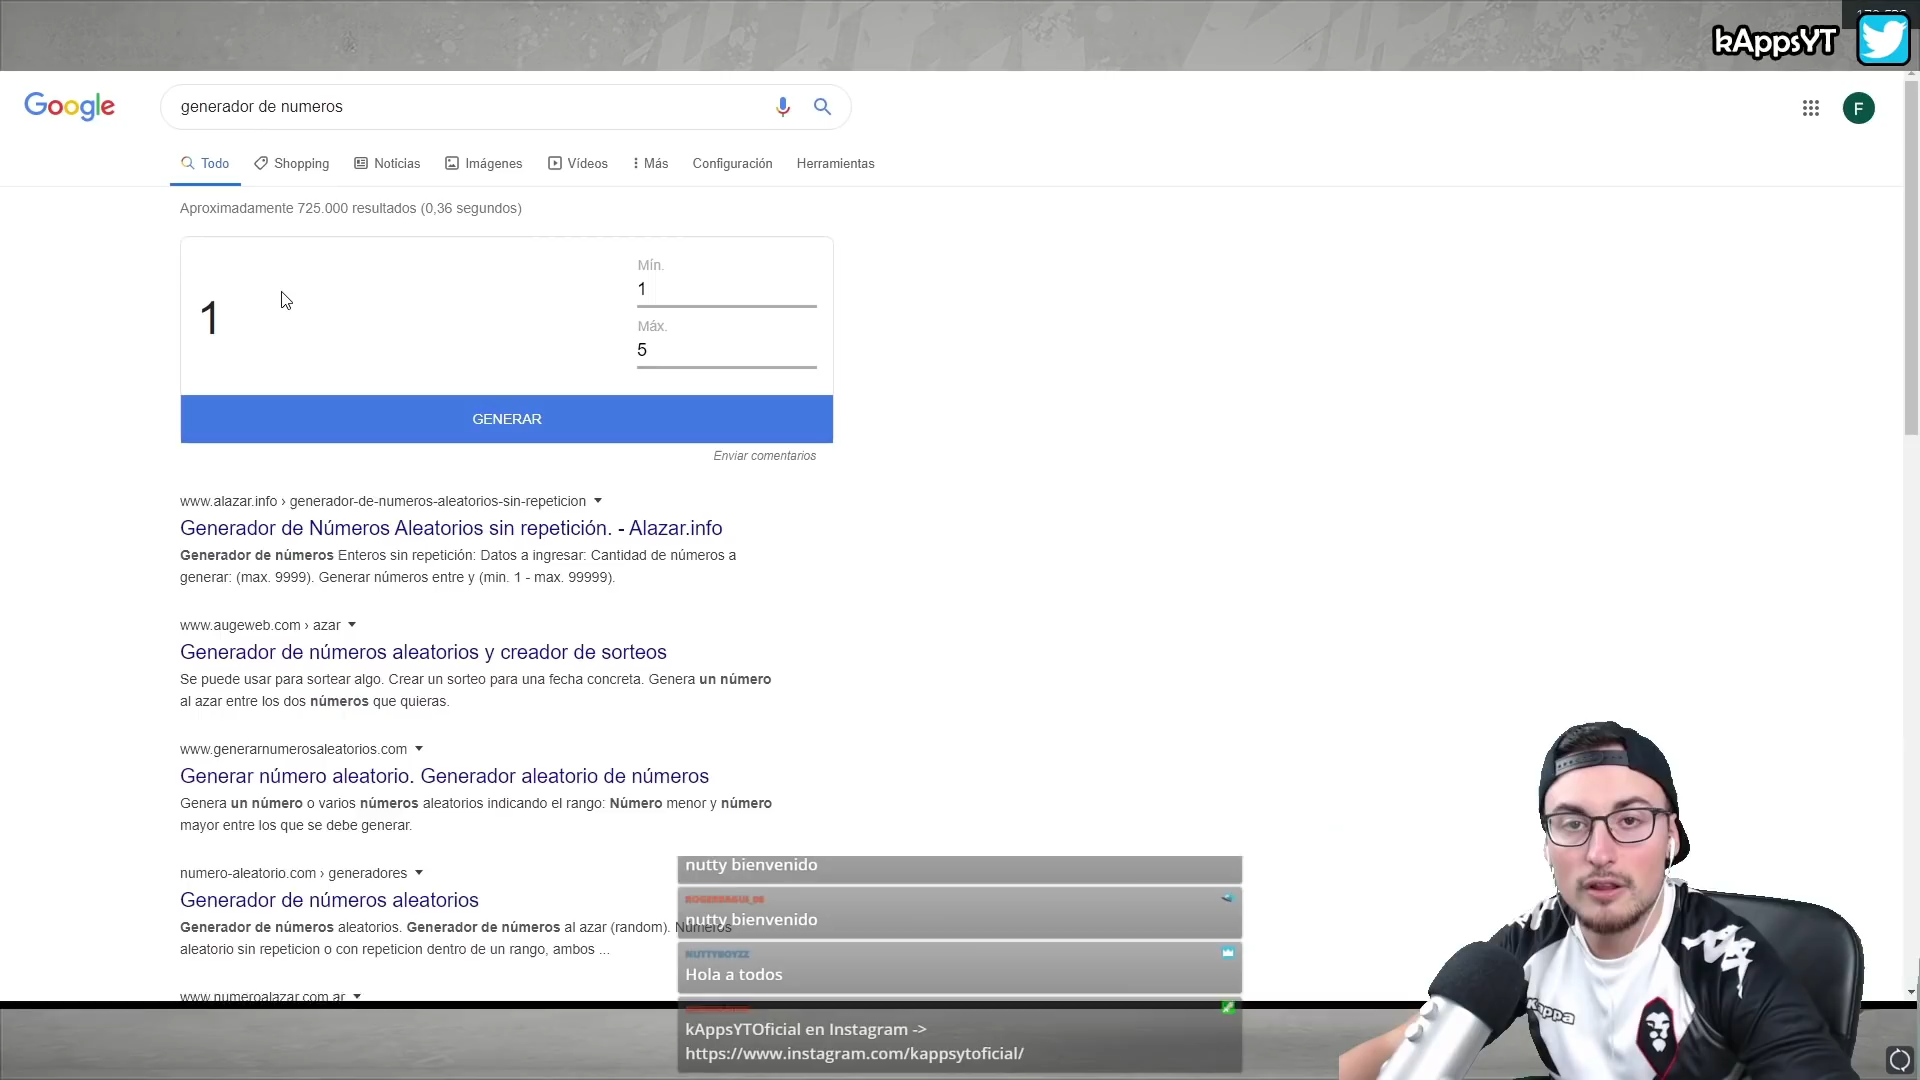 kAppsYT
Google
generador de numeros
F
Todo
Shopping
Noticias
Imágenes
Vídeos
Más
Configuración
Herramientas
Aproximadamente 725.000 resultados (0,36 segundos)
1
Mín.
1
Máx.
5
GENERAR
Enviar comentarios
www.alazar.info › generador-de-numeros-aleatorios-sin-repeticion
Generador de Números Aleatorios sin repetición. - Alazar.info
Generador de números Enteros sin repetición: Datos a ingresar: Cantidad de números a
generar: (max. 9999). Generar números entre y (min. 1 - max. 99999).
www.augeweb.com › azar
Generador de números aleatorios y creador de sorteos
Se puede usar para sortear algo. Crear un sorteo para una fecha concreta. Genera un número
al azar entre los dos números que quieras.
www.generarnumerosaleatorios.com
Generar número aleatorio. Generador aleatorio de números
Genera un número o varios números aleatorios indicando el rango: Número menor y número
mayor entre los que se debe generar.
numero-aleatorio.com › generadores
Generador de números aleatorios
Generador de números aleatorios. Generador de números al azar (random). Números
aleatorio sin repeticion o con repeticion dentro de un rango, ambos ...
www.numeroalazar.com.ar
nutty bienvenido
nutty bienvenido
NUTTYBOYZZ
Hola a todos
kAppsYTOficial en Instagram ->
https://www.instagram.com/kappsytoficial/
Kappa